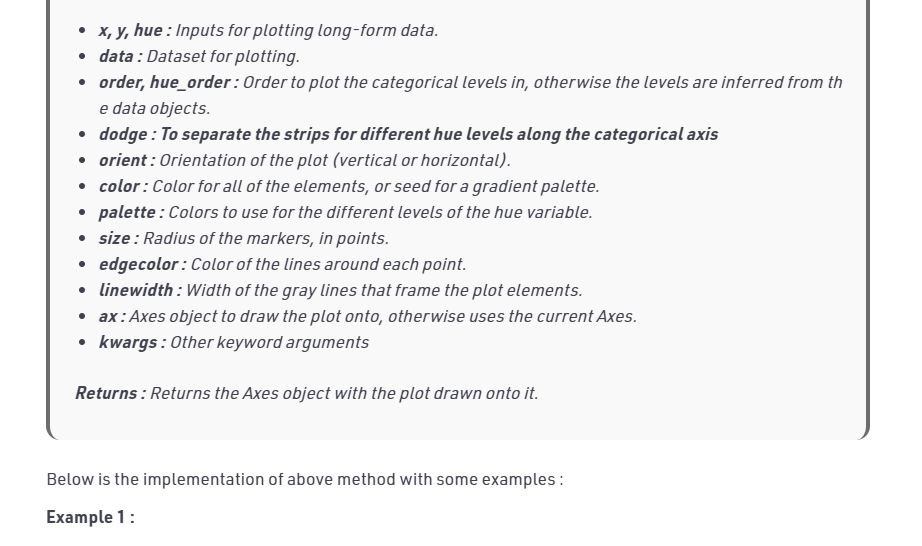 x, y, hue : Inputs for plotting long-form data.
data : Dataset for plotting.
order, hue_order : Order to plot the categorical levels in, otherwise the levels are inferred from th
e data objects.
dodge : To separate the strips for different hue levels along the categorical axis
orient : Orientation of the plot (vertical or horizontal).
color : Color for all of the elements, or seed for a gradient palette.
palette : Colors to use for the different levels of the hue variable.
size : Radius of the markers, in points.
edgecolor : Color of the lines around each point.
linewidth : Width of the gray lines that frame the plot elements.
ax : Axes object to draw the plot onto, otherwise uses the current Axes.
kwargs : Other keyword arguments
Returns : Returns the Axes object with the plot drawn onto it.
Below is the implementation of above method with some examples :
Example 1 :